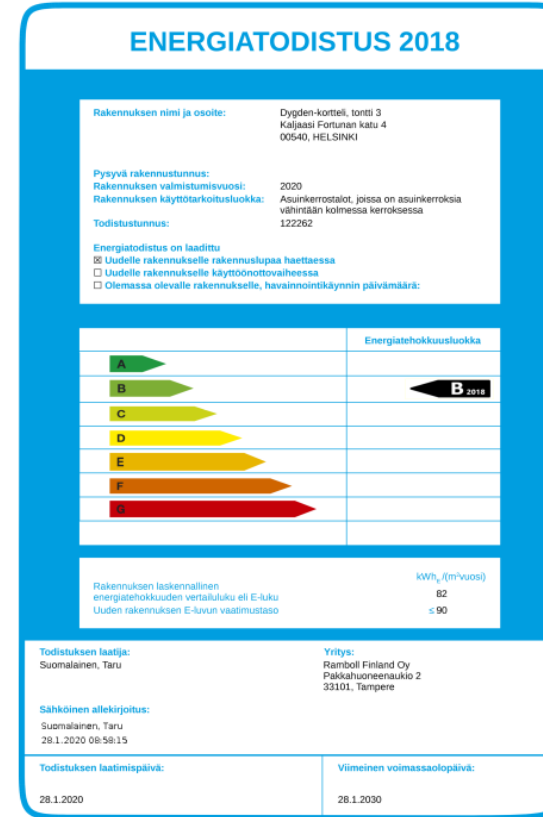 ENERGIATODISTUS 2018
Rakennuksen nimi ja osoite: Dygden-kortteli, tontti 3
Kaljaasi Fortunan katu 4
00540, HELSINKI
Pysyvä rakennustunnus:
Rakennuksen valmistumisvuosi: 2020
Rakennuksen käyttötarkoitusluokka: Asuinkerrostalot, joissa on asuinkerroksia
vähintään kolmessa kerroksessa
Todistustunnus: 122262
Energiatodistus on laadittu
☒ Uudelle rakennukselle rakennuslupaa haettaessa
☐ Uudelle rakennukselle käyttöönottovaiheessa
☐ Olemassa olevalle rakennukselle, havainnointikäynnin päivämäärä:
Energiatehokkuusluokka
A
B B 2018
C
D
E
F
G
kWhE /(m²vuosi)
Rakennuksen laskennallinen
energiatehokkuuden vertailuluku eli E-luku 82
Uuden rakennuksen E-luvun vaatimustaso ≤ 90
Todistuksen laatija: Yritys:
Suomalainen, Taru Ramboll Finland Oy
Pakkahuoneenaukio 2
33101, Tampere
Sähköinen allekirjoitus:
Suomalainen, Taru
28.1.2020 08:58:15
Todistuksen laatimispäivä: Viimeinen voimassaolopäivä:
28.1.2020 28.1.2030